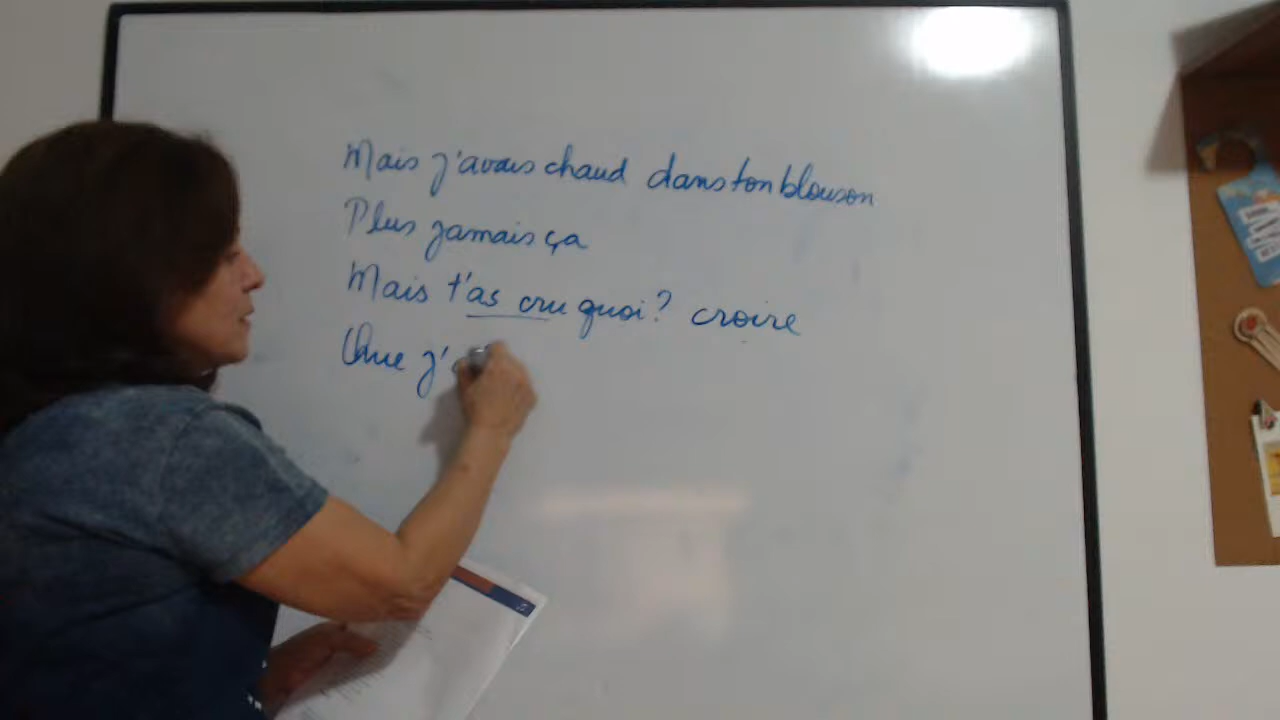 Mais j'avais chaud dans ton blouson
Plus jamais ça
Mais t'as cru quoi? croire
Que j'a